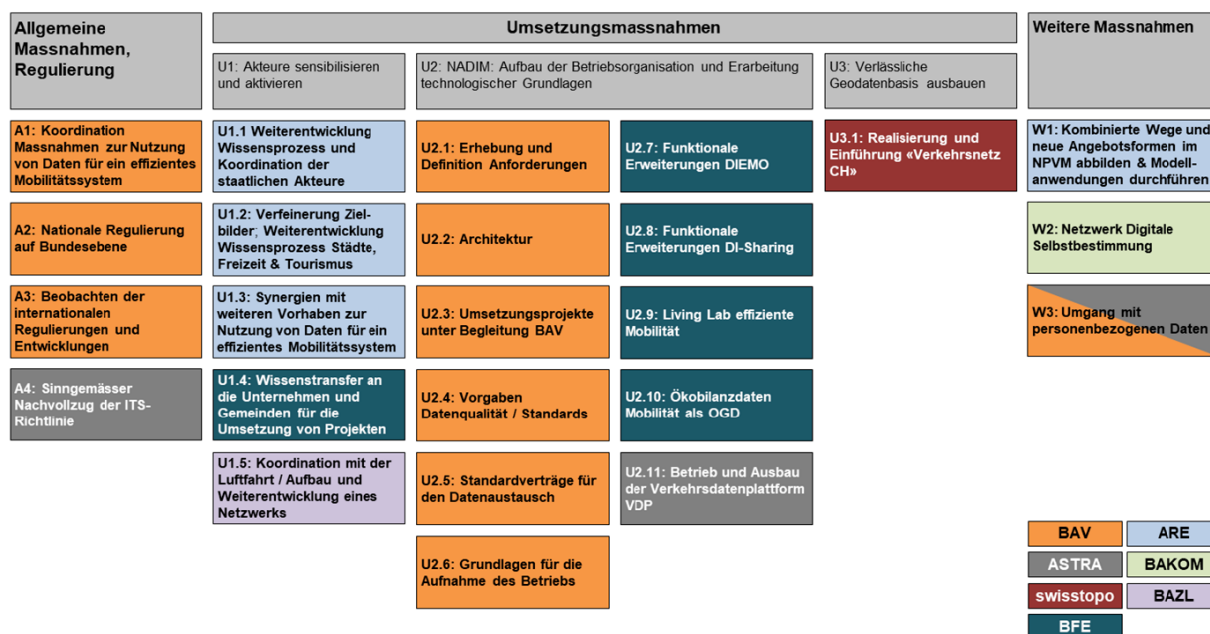 Allgemeine
Massnahmen,
Regulierung
Umsetzungsmassnahmen
Weitere Massnahmen
U1: Akteure sensibilisieren
und aktivieren
U2: NADIM: Aufbau der Betriebsorganisation und Erarbeitung
technologischer Grundlagen
U3: Verlässliche
Geodatenbasis ausbauen
A1: Koordination
Massnahmen zur Nutzung
von Daten für ein effizientes
Mobilitätssystem
A2: Nationale Regulierung
auf Bundesebene
A3: Beobachten der
internationalen
Regulierungen und
Entwicklungen
A4: Sinngemässer
Nachvollzug der ITS-
Richtlinie
U1.1 Weiterentwicklung
Wissensprozess und
Koordination der
staatlichen Akteure
U1.2: Verfeinerung Ziel-
bilder; Weiterentwicklung
Wissensprozess Städte,
Freizeit & Tourismus
U1.3: Synergien mit
weiteren Vorhaben zur
Nutzung von Daten für ein
effizientes Mobilitätssystem
U1.4: Wissenstransfer an
die Unternehmen und
Gemeinden für die
Umsetzung von Projekten
U1.5: Koordination mit der
Luftfahrt / Aufbau und
Weiterentwicklung eines
Netzwerks
U2.1: Erhebung und
Definition Anforderungen
U2.2: Architektur
U2.3: Umsetzungsprojekte
unter Begleitung BAV
U2.4: Vorgaben
Datenqualität / Standards
U2.5: Standardverträge für
den Datenaustausch
U2.6: Grundlagen für die
Aufnahme des Betriebs
U2.7: Funktionale
Erweiterungen DIEMO
U2.8: Funktionale
Erweiterungen DI-Sharing
U2.9: Living Lab effiziente
Mobilität
U2.10: Ökobilanzdaten
Mobilität als OGD
U2.11: Betrieb und Ausbau
der Verkehrsdatenplattform
VDP
U3.1: Realisierung und
Einführung «Verkehrsnetz
CH»
W1: Kombinierte Wege und
neue Angebotsformen im
NPVM abbilden & Modell-
anwendungen durchführen
W2: Netzwerk Digitale
Selbstbestimmung
W3: Umgang mit
personenbezogenen Daten
BAV
ARE
ASTRA
BAKOM
swisstopo
BAZL
BFE